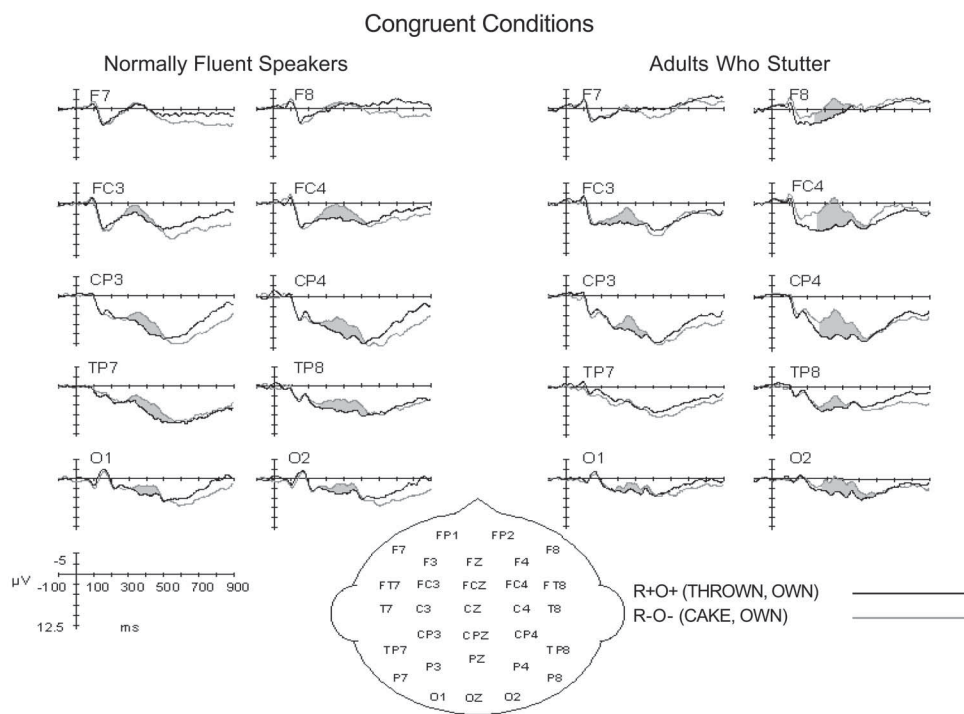 Congruent Conditions
Normally Fluent Speakers
Adults Who Stutter
F7 F8 F7 F8
FC3 FC4 FC3 FC4
CP3 CP4 CP3 CP4
TP7 TP8 TP7 TP8
O1 O2 O1 O2
-5
µV
-100 100 300 500 700 900
12.5 ms
FP1 FP2
F7 F3 FZ F4 F8
FT7 FC3 FCZ FC4 FT8
T7 C3 CZ C4 T8
CP3 CPZ CP4
TP7 PZ TP8
P7 P3 P4 P8
O1 OZ O2
R+O+ (THROWN, OWN)
R-O- (CAKE, OWN)